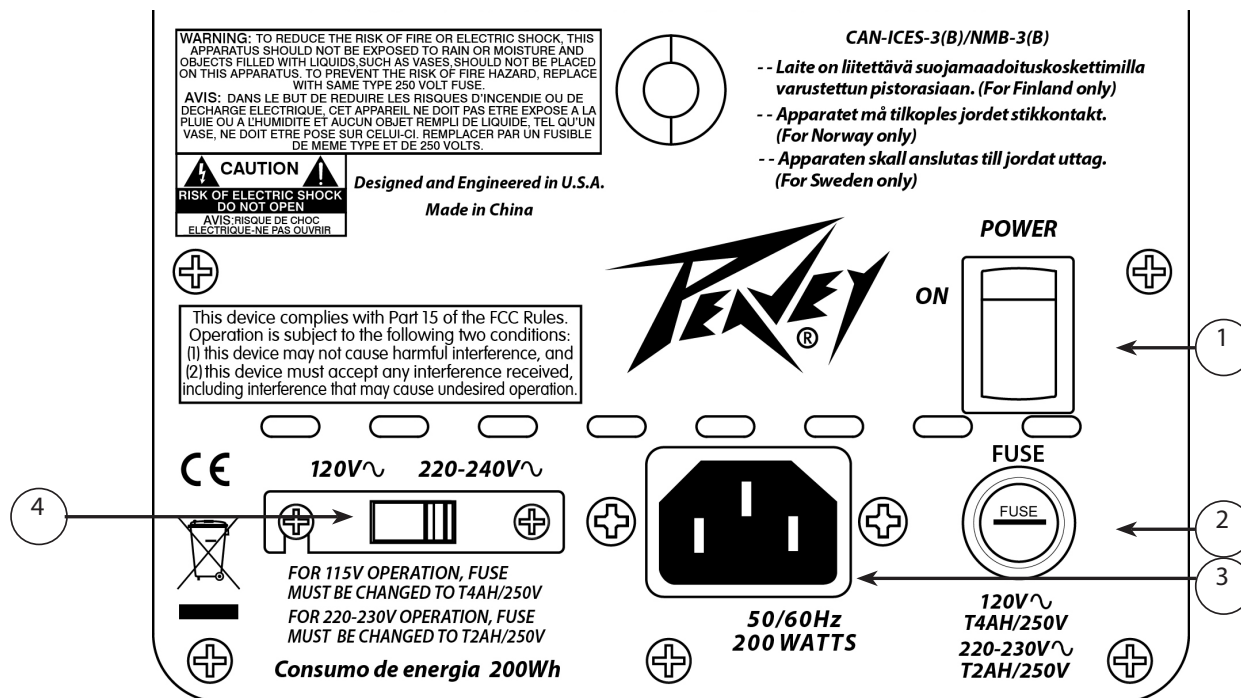 WARNING: TO REDUCE THE RISK OF FIRE OR ELECTRIC SHOCK, THIS
APPARATUS SHOULD NOT BE EXPOSED TO RAIN OR MOISTURE AND
OBJECTS FILLED WITH LIQUIDS,SUCH AS VASES,SHOULD NOT BE PLACED
ON THIS APPARATUS. TO PREVENT THE RISK OF FIRE HAZARD, REPLACE
WITH SAME TYPE 250 VOLT FUSE.
AVIS: DANS LE BUT DE REDUIRE LES RISQUES D'INCENDIE OU DE
DECHARGE ELECTRIQUE, CET APPAREIL NE DOIT PAS ETRE EXPOSE A LA
PLUIE OU A L'HUMIDITE ET AUCUN OBJET REMPLI DE LIQUIDE, TEL QU'UN
VASE, NE DOIT ETRE POSE SUR CELUI-CI. REMPLACER PAR UN FUSIBLE
DE MEME TYPE ET DE 250 VOLTS.
CAUTION
RISK OF ELECTRIC SHOCK
DO NOT OPEN
AVIS:RISQUE DE CHOC
ELECTRIQUE-NE PAS OUVRIR
Designed and Engineered in U.S.A.
Made in China
CAN-ICES-3(B)/NMB-3(B)
- - Laite on liitettävä suojamaadoituskoskettimilla
varustettun pistorasiaan. (For Finland only)
- - Apparatet må tilkoples jordet stikkontakt.
(For Norway only)
- - Apparaten skall anslutas till jordat uttag.
(For Sweden only)
POWER
ON
PEAVEY
®
1
This device complies with Part 15 of the FCC Rules.
Operation is subject to the following two conditions:
(1) this device may not cause harmful interference, and
(2) this device must accept any interference received,
including interference that may cause undesired operation.
CE
120V∿ 220-240V∿
4
FUSE
FUSE
2
3
FOR 115V OPERATION, FUSE
MUST BE CHANGED TO T4AH/250V
FOR 220-230V OPERATION, FUSE
MUST BE CHANGED TO T2AH/250V
Consumo de energia 200Wh
50/60Hz
200 WATTS
120V∿
T4AH/250V
220-230V∿
T2AH/250V